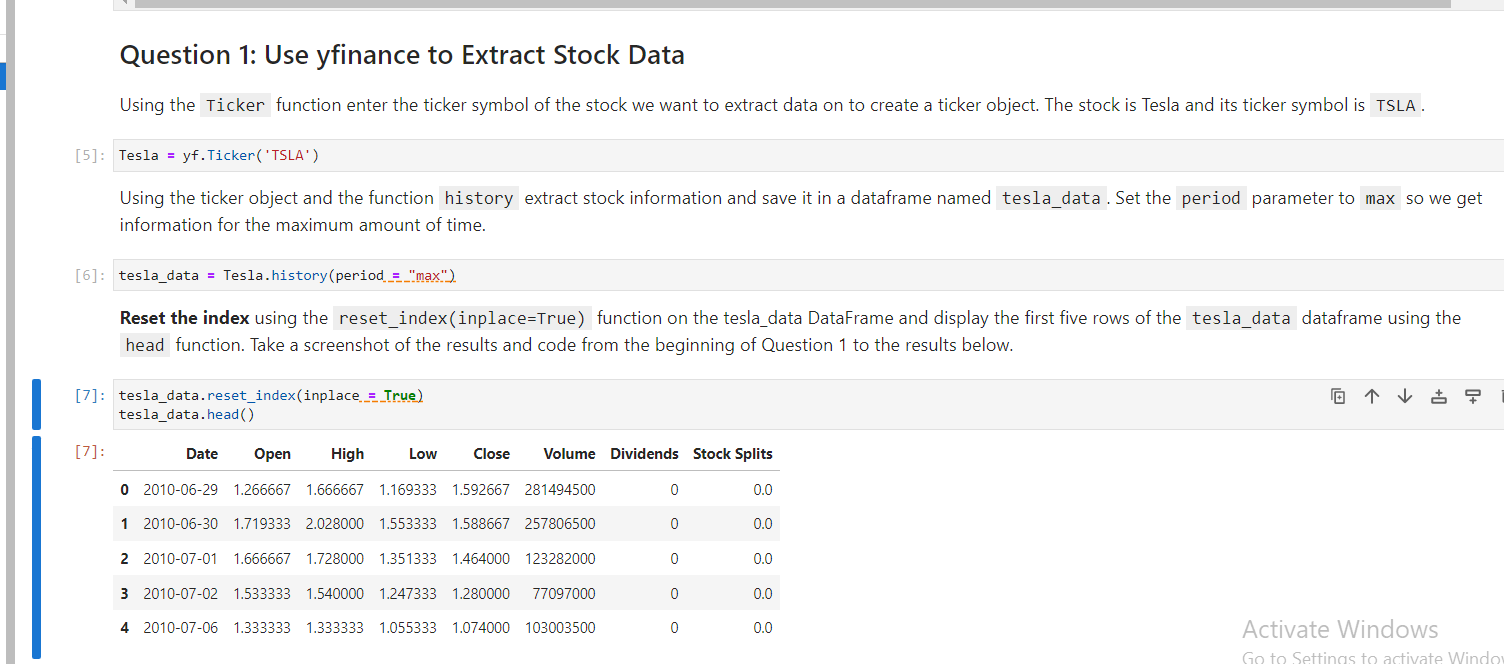 Question 1: Use yfinance to Extract Stock Data
Using the Ticker function enter the ticker symbol of the stock we want to extract data on to create a ticker object. The stock is Tesla and its ticker symbol is TSLA.
[5]: Tesla = yf.Ticker('TSLA')
Using the ticker object and the function history extract stock information and save it in a dataframe named tesla_data. Set the period parameter to max so we get
information for the maximum amount of time.
[6]: tesla_data = Tesla.history(period = "max")
Reset the index using the reset_index(inplace=True) function on the tesla_data DataFrame and display the first five rows of the tesla_data dataframe using the
head function. Take a screenshot of the results and code from the beginning of Question 1 to the results below.
[7]: tesla_data.reset_index(inplace = True)
tesla_data.head()
[7]: Date Open High Low Close Volume Dividends Stock Splits
0 2010-06-29 1.266667 1.666667 1.169333 1.592667 281494500 0 0.0
1 2010-06-30 1.719333 2.028000 1.553333 1.588667 257806500 0 0.0
2 2010-07-01 1.666667 1.728000 1.351333 1.464000 123282000 0 0.0
3 2010-07-02 1.533333 1.540000 1.247333 1.280000 77097000 0 0.0
4 2010-07-06 1.333333 1.333333 1.055333 1.074000 103003500 0 0.0
Activate Windows
Go to Settings to activate Windo